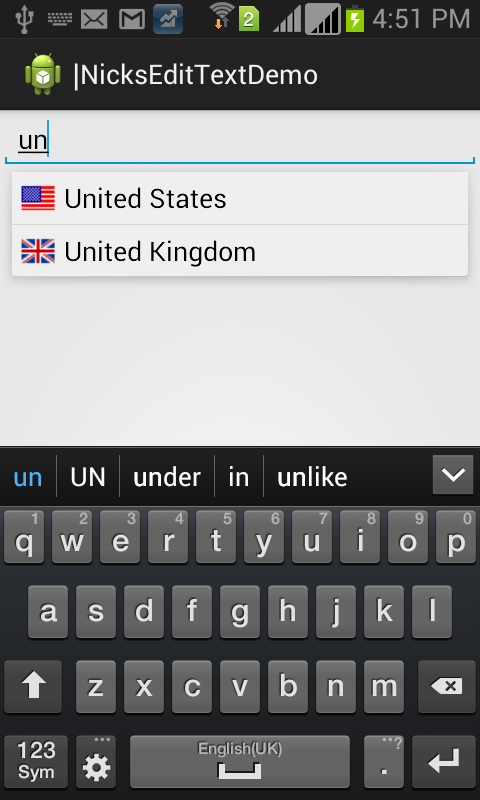 2 4:51 PM
|NicksEditTextDemo
un
United States
United Kingdom
un UN under in unlike
1 2 3 4 5 6 7 8 9 0
q w e r t y u i o p
a s d f g h j k l
z x c v b n m
123 Sym English(UK) ...? .